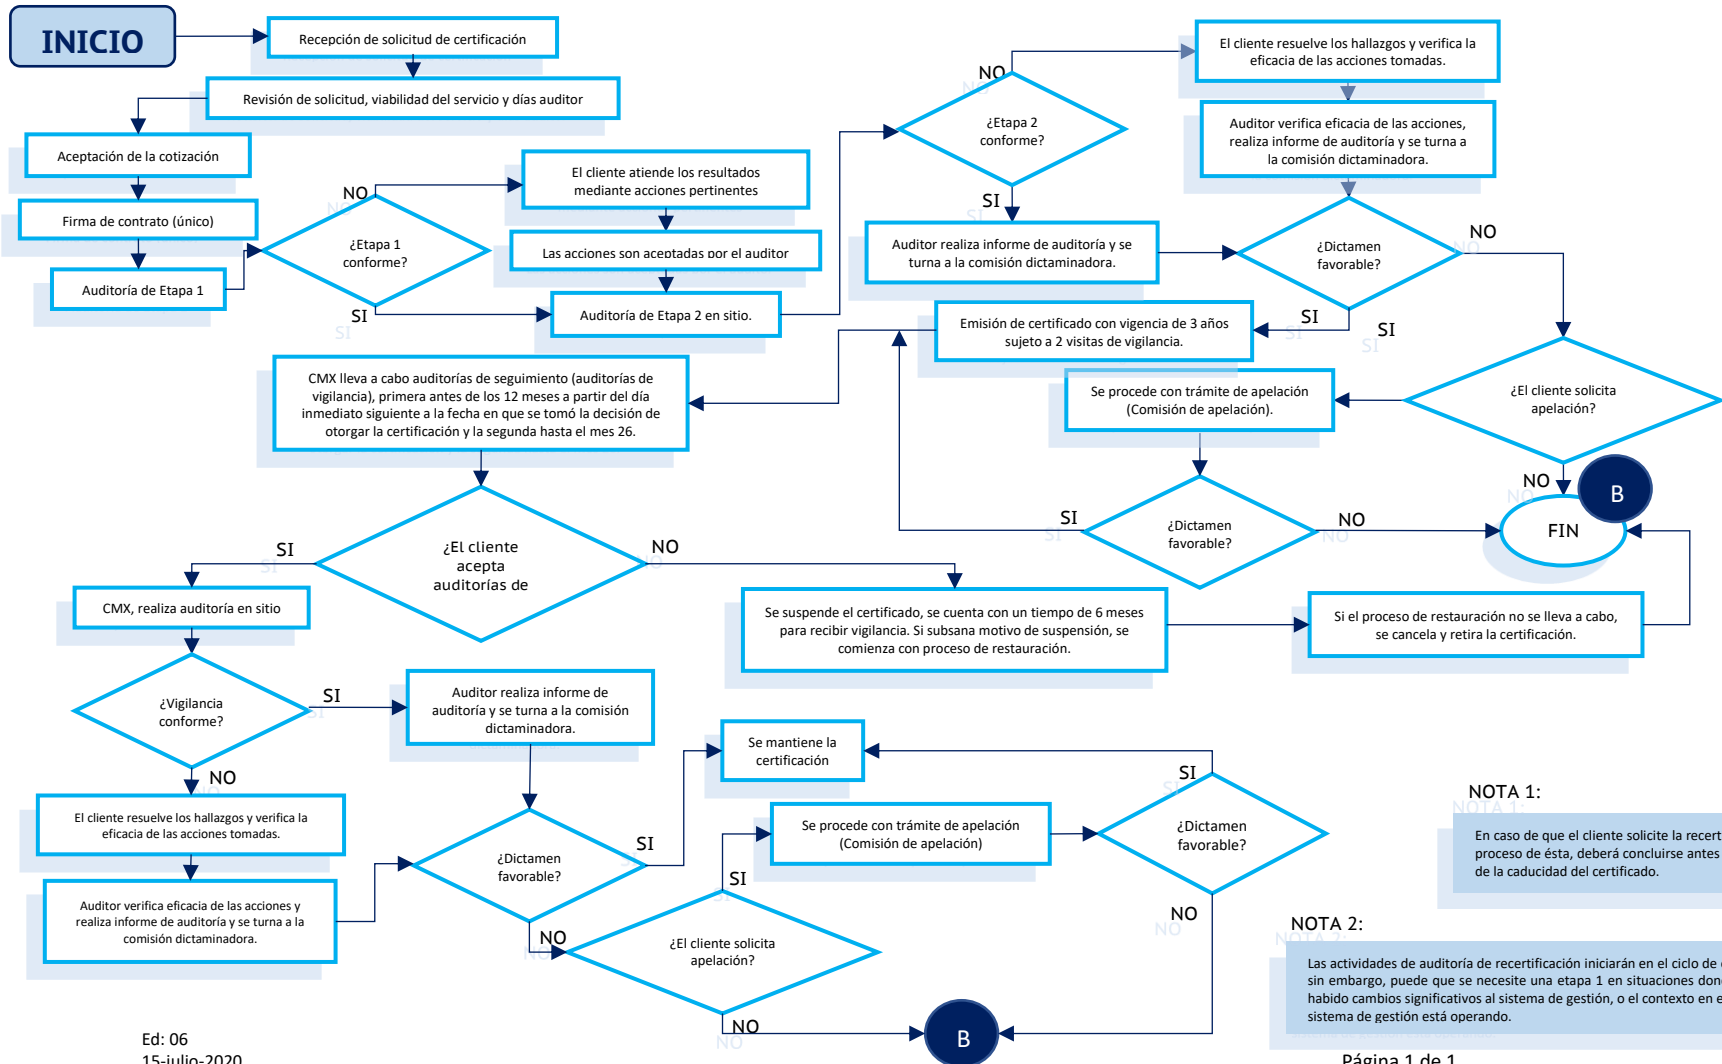 INICIO
Recepción de solicitud de certificación
Revisión de solicitud, viabilidad del servicio y días auditor
Aceptación de la cotización
Firma de contrato (único)
Auditoría de Etapa 1
¿Etapa 1
conforme?
NO
El cliente atiende los resultados
mediante acciones pertinentes
Las acciones son aceptadas por el auditor
SI
Auditoría de Etapa 2 en sitio.
¿Etapa 2
conforme?
NO
El cliente resuelve los hallazgos y verifica la
eficacia de las acciones tomadas.
Auditor verifica eficacia de las acciones,
realiza informe de auditoría y se turna a
la comisión dictaminadora.
SI
Auditor realiza informe de auditoría y se
turna a la comisión dictaminadora.
¿Dictamen
favorable?
NO
SI
SI
Emisión de certificado con vigencia de 3 años
sujeto a 2 visitas de vigilancia.
¿El cliente solicita
apelación?
Se procede con trámite de apelación
(Comisión de apelación).
NO
B
FIN
¿Dictamen
favorable?
SI
NO
CMX lleva a cabo auditorías de seguimiento (auditorías de
vigilancia), primera antes de los 12 meses a partir del día
inmediato siguiente a la fecha en que se tomó la decisión de
otorgar la certificación y la segunda hasta el mes 26.
¿El cliente
acepta
auditorías de
SI
NO
CMX, realiza auditoría en sitio
Se suspende el certificado, se cuenta con un tiempo de 6 meses
para recibir vigilancia. Si subsana motivo de suspensión, se
comienza con proceso de restauración.
Si el proceso de restauración no se lleva a cabo,
se cancela y retira la certificación.
¿Vigilancia
conforme?
SI
Auditor realiza informe de
auditoría y se turna a la comisión
dictaminadora.
NO
El cliente resuelve los hallazgos y verifica la
eficacia de las acciones tomadas.
Auditor verifica eficacia de las acciones y
realiza informe de auditoría y se turna a la
comisión dictaminadora.
¿Dictamen
favorable?
SI
Se mantiene la
certificación
NO
¿El cliente solicita
apelación?
SI
Se procede con trámite de apelación
(Comisión de apelación)
¿Dictamen
favorable?
SI
NO
NO
B
NOTA 1:
En caso de que el cliente solicite la recert
proceso de ésta, deberá concluirse antes
de la caducidad del certificado.
NOTA 2:
Las actividades de auditoría de recertificación iniciarán en el ciclo de
sin embargo, puede que se necesite una etapa 1 en situaciones don
habido cambios significativos al sistema de gestión, o el contexto en e
sistema de gestión está operando.
Ed: 06
15-julio-2020
Página 1 de 1